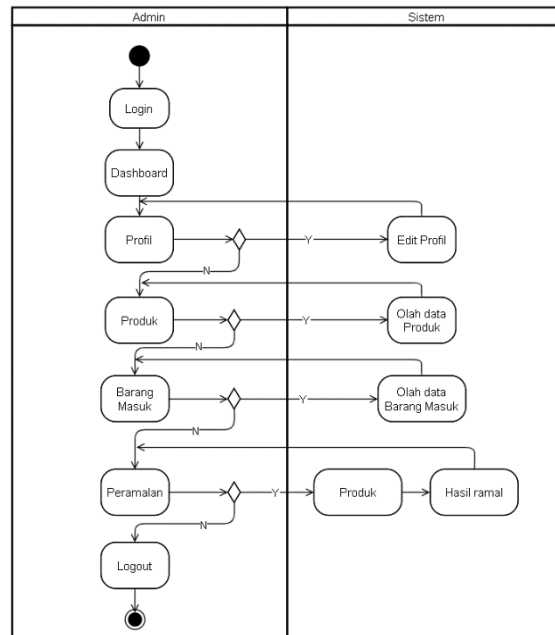 Admin
Sistem
Login
Dashboard
Profil
Y
Edit Profil
N
Produk
Y
Olah data
Produk
N
Barang
Masuk
Y
Olah data
Barang Masuk
N
Peramalan
Y
Produk
Hasil ramal
N
Logout